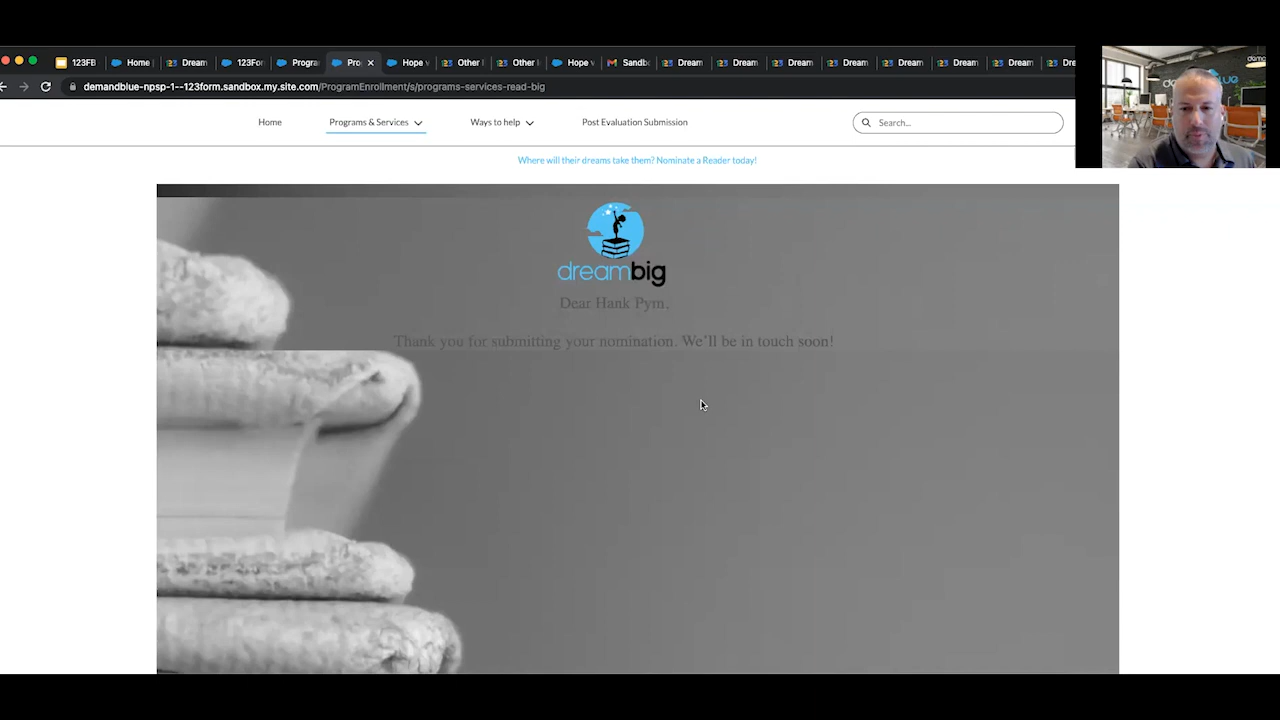 123FB
Home
Dream
123For
Progra
Pro
Hope v
Other
Other
Hope v
Sandb
Dream
Dream
Dream
Dream
Dream
Dream
Dream
Dre
demandblue-npsp-1--123form.sandbox.my.site.com/ProgramEnrollment/s/programs-services-read-big
Home
Programs & Services
Ways to help
Post Evaluation Submission
Search...
Where will their dreams take them? Nominate a Reader today!
dreambig
Dear Hank Pym,
Thank you for submitting your nomination. We'll be in touch soon!